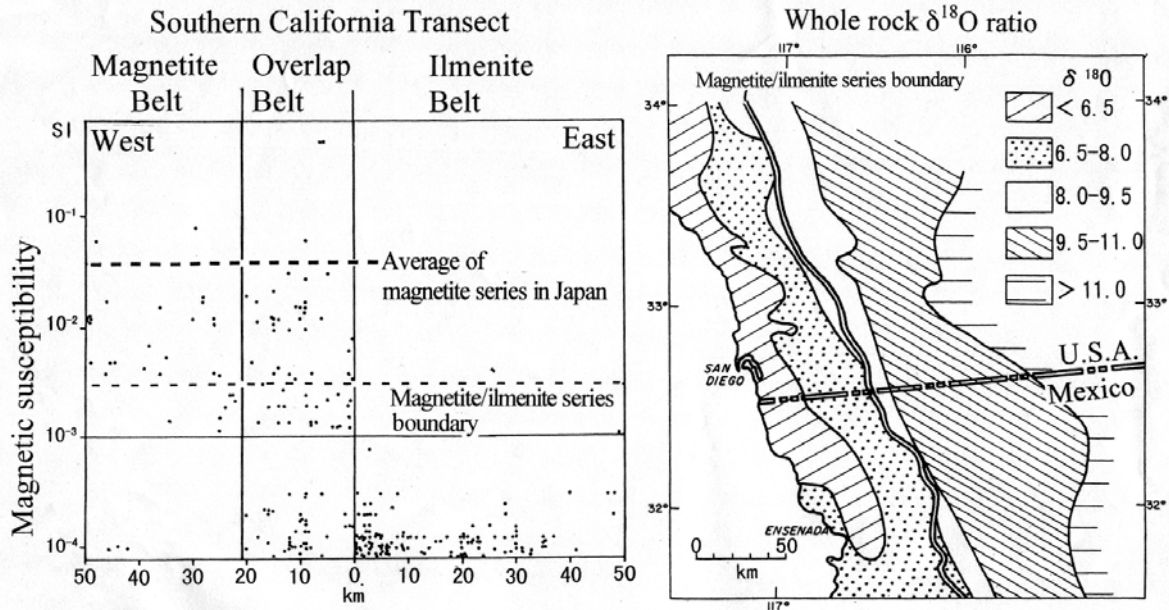 Southern California Transect
Magnetite Belt
Overlap Belt
Ilmenite Belt
SI
West
East
10⁻¹
10⁻²
10⁻³
10⁻⁴
Magnetic susceptibility
Average of
magnetite series in Japan
Magnetite/ilmenite series
boundary
50 40 30 20 10 0 10 20 30 40 50
km
Whole rock δ¹⁸O ratio
117° 116°
Magnetite/ilmenite series boundary
34° 34°
δ ¹⁸O
< 6.5
6.5–8.0
8.0–9.5
9.5–11.0
> 11.0
33° 33°
SAN
DIEGO
U.S.A.
Mexico
32° 32°
ENSENADA
0 50
km
117°